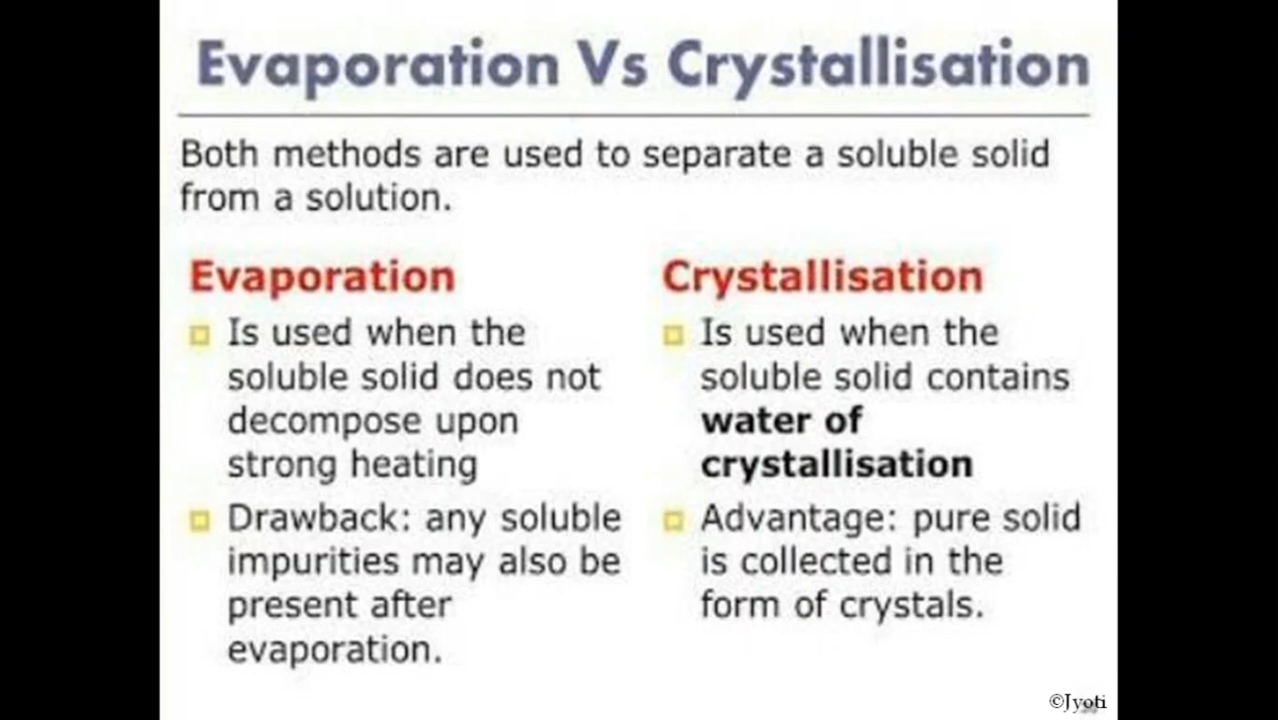 Evaporation Vs Crystallisation
Both methods are used to separate a soluble solid
from a solution.
Evaporation
Is used when the
soluble solid does not
decompose upon
strong heating
Drawback: any soluble
impurities may also be
present after
evaporation.
Crystallisation
Is used when the
soluble solid contains
water of
crystallisation
Advantage: pure solid
is collected in the
form of crystals.
©Jyoti